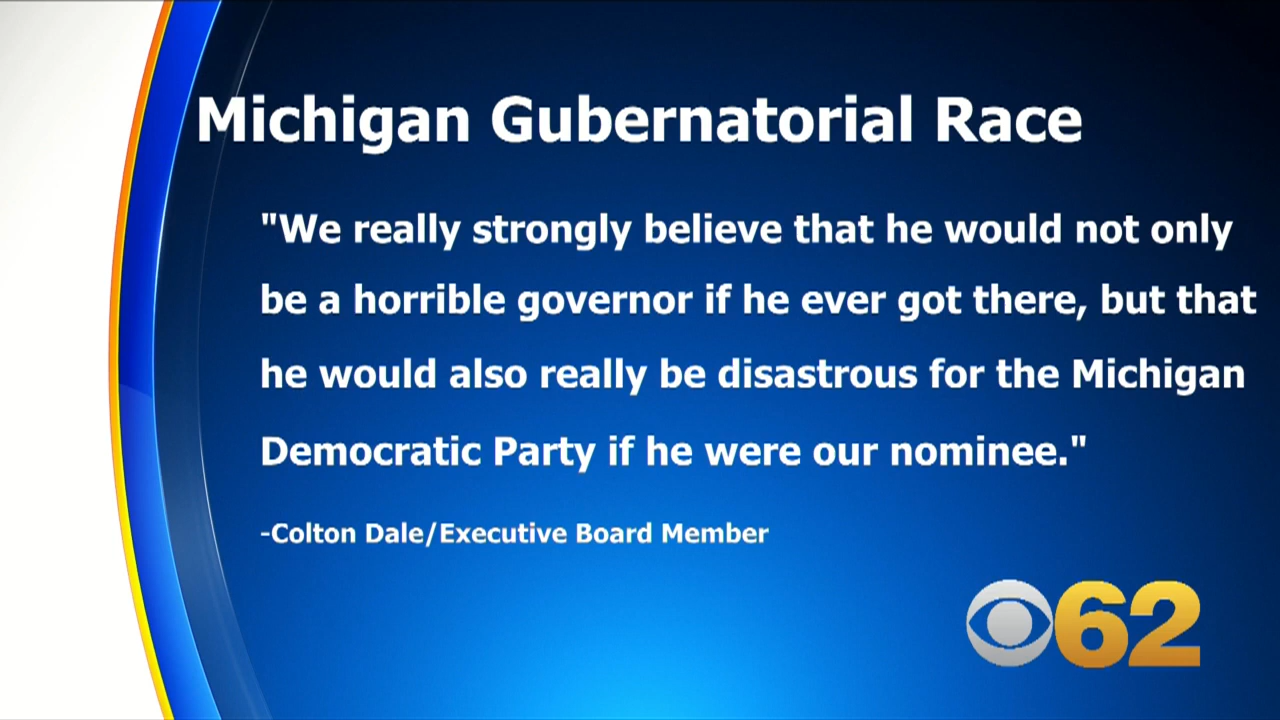 Michigan Gubernatorial Race
"We really strongly believe that he would not only
be a horrible governor if he ever got there, but that
he would also really be disastrous for the Michigan
Democratic Party if he were our nominee."
-Colton Dale/Executive Board Member
62